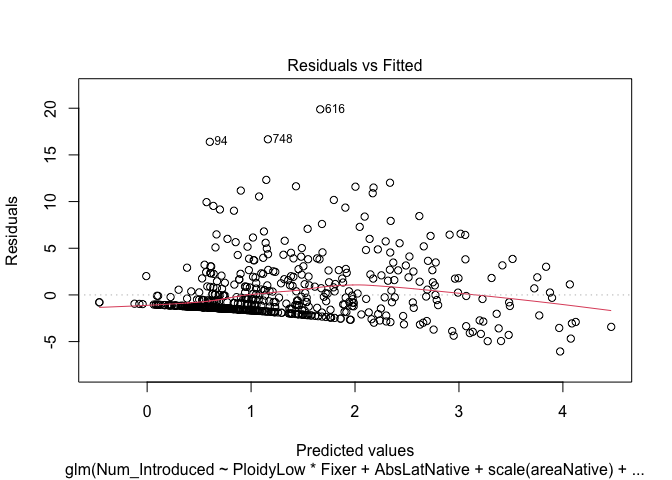 Residuals vs Fitted
Residuals
20
15
10
5
0
-5
616
94
748
0 1 2 3 4
Predicted values
glm(Num_Introduced ~ PloidyLow * Fixer + AbsLatNative + scale(areaNative) + ...